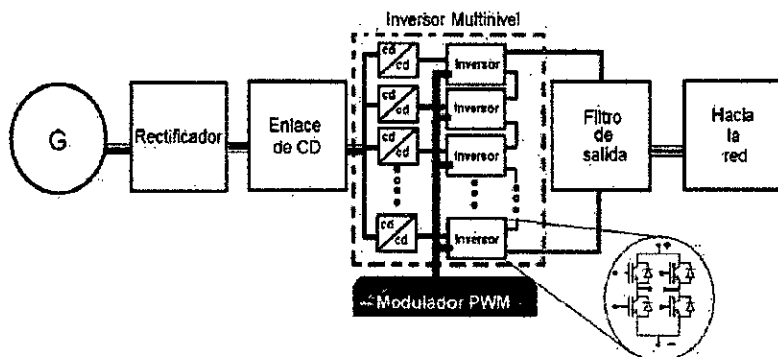 Inversor Multinivel
G
Rectificador
Enlace
de CD
cd
cd
Inversor
cd
cd
Inversor
cd
cd
Inversor
cd
cd
Inversor
Filtro
de
salida
Hacia
la
red
Modulador PWM